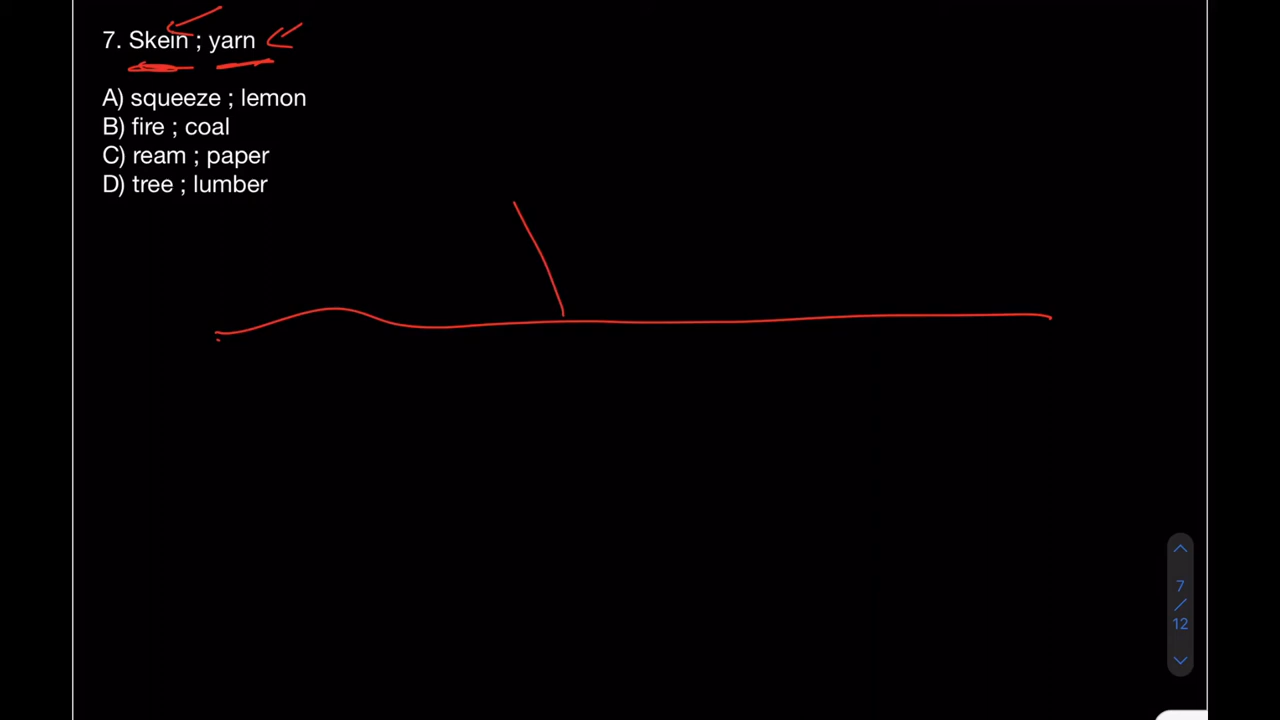 7. Skein ; yarn
A) squeeze ; lemon
B) fire ; coal
C) ream ; paper
D) tree ; lumber
7
/
12